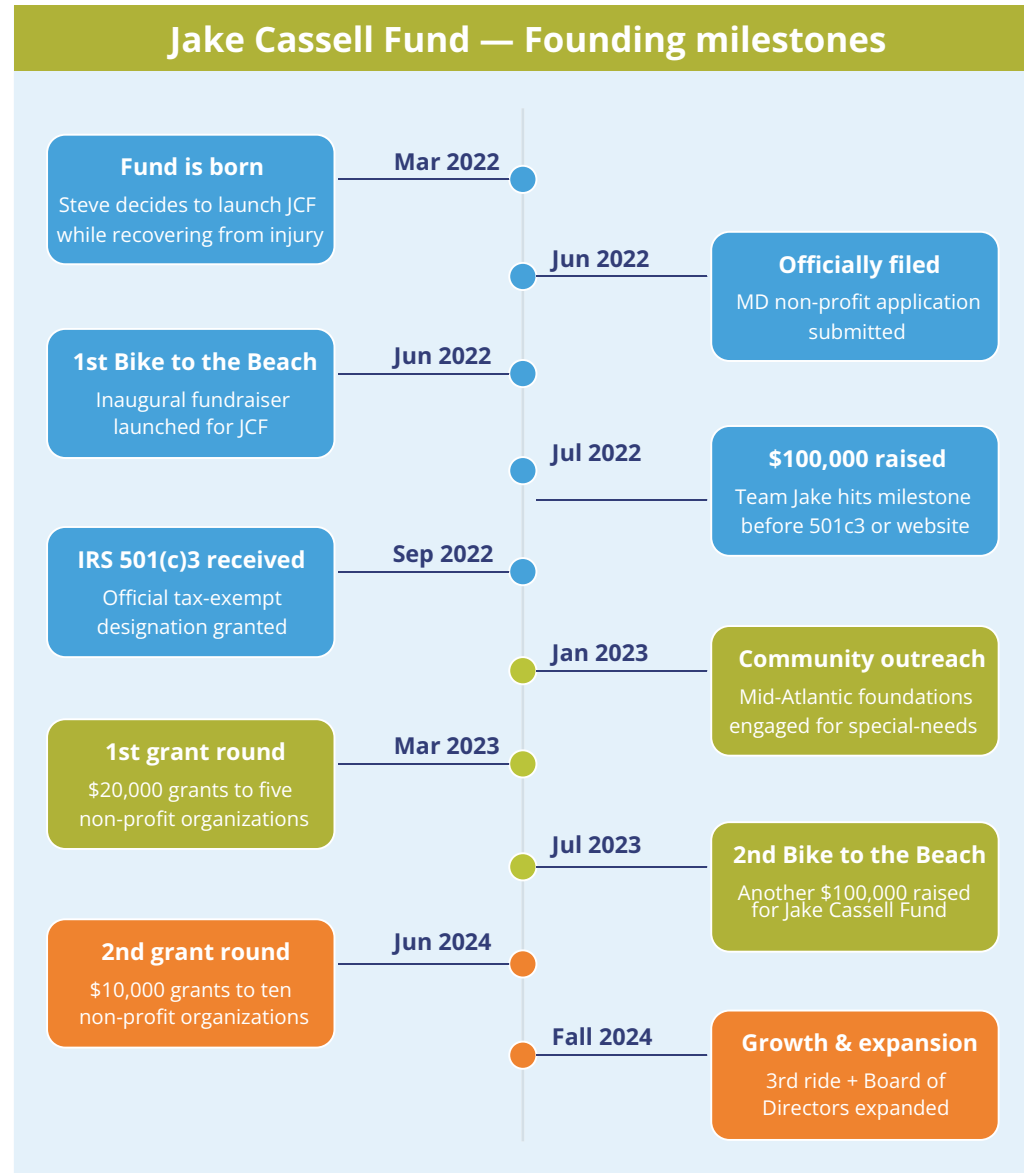 Jake Cassell Fund — Founding milestones
Mar 2022
Fund is born
Steve decides to launch JCF
while recovering from injury
Jun 2022
Officially filed
MD non-profit application
submitted
Jun 2022
1st Bike to the Beach
Inaugural fundraiser
launched for JCF
Jul 2022
$100,000 raised
Team Jake hits milestone
before 501c3 or website
Sep 2022
IRS 501(c)3 received
Official tax-exempt
designation granted
Jan 2023
Community outreach
Mid-Atlantic foundations
engaged for special-needs
Mar 2023
1st grant round
$20,000 grants to five
non-profit organizations
Jul 2023
2nd Bike to the Beach
Another $100,000 raised
for Jake Cassell Fund
Jun 2024
2nd grant round
$10,000 grants to ten
non-profit organizations
Fall 2024
Growth & expansion
3rd ride + Board of
Directors expanded